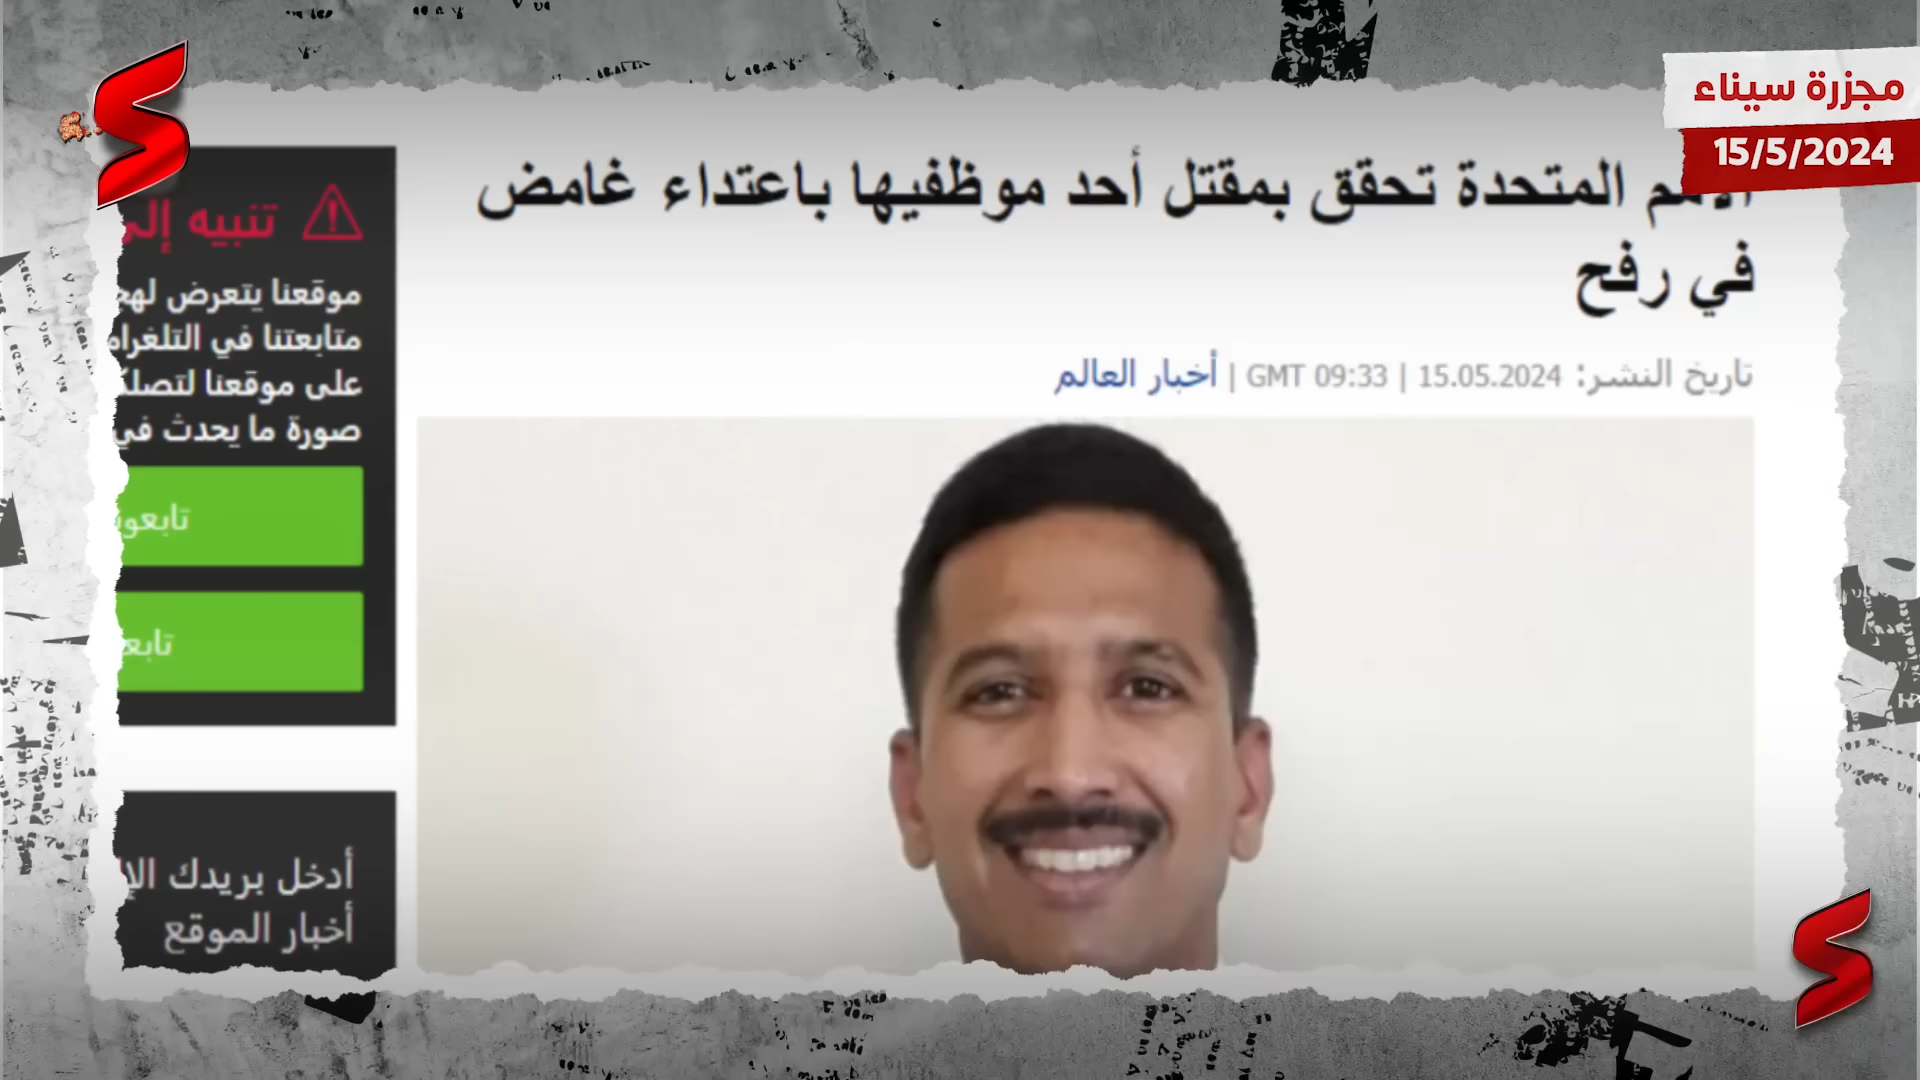 مجزرة سيناء
15/5/2024
الأمم المتحدة تحقق بمقتل أحد موظفيها باعتداء غامض
في رفح
تاريخ النشر: 15.05.2024 | 09:33 GMT | أخبار العالم
تنبيه
موقعنا يتعرض
متابعتنا في
على موقعنا
صورة ما يحدث في
أدخل بريدك
أخبار الموقع